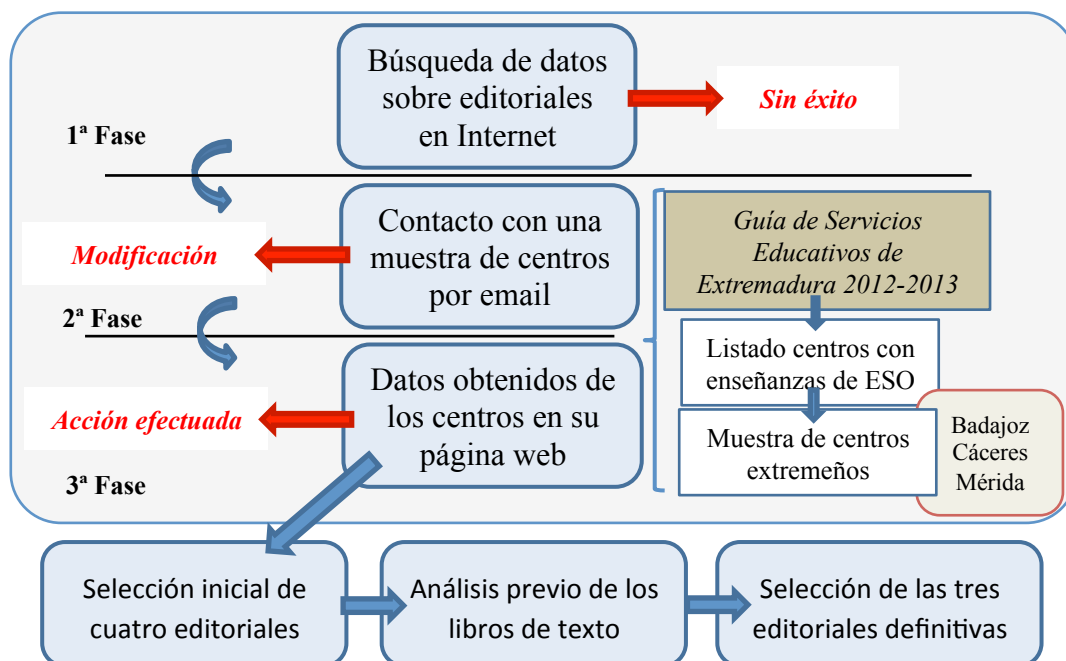 Búsqueda de datos
sobre editoriales
en Internet
Sin éxito
1ª Fase
Contacto con una
muestra de centros
por email
Modificación
2ª Fase
Guía de Servicios
Educativos de
Extremadura 2012-2013
Listado centros con
enseñanzas de ESO
Muestra de centros
extremeños
Badajoz
Cáceres
Mérida
Datos obtenidos de
los centros en su
página web
Acción efectuada
3ª Fase
Selección inicial de
cuatro editoriales
Análisis previo de los
libros de texto
Selección de las tres
editoriales definitivas